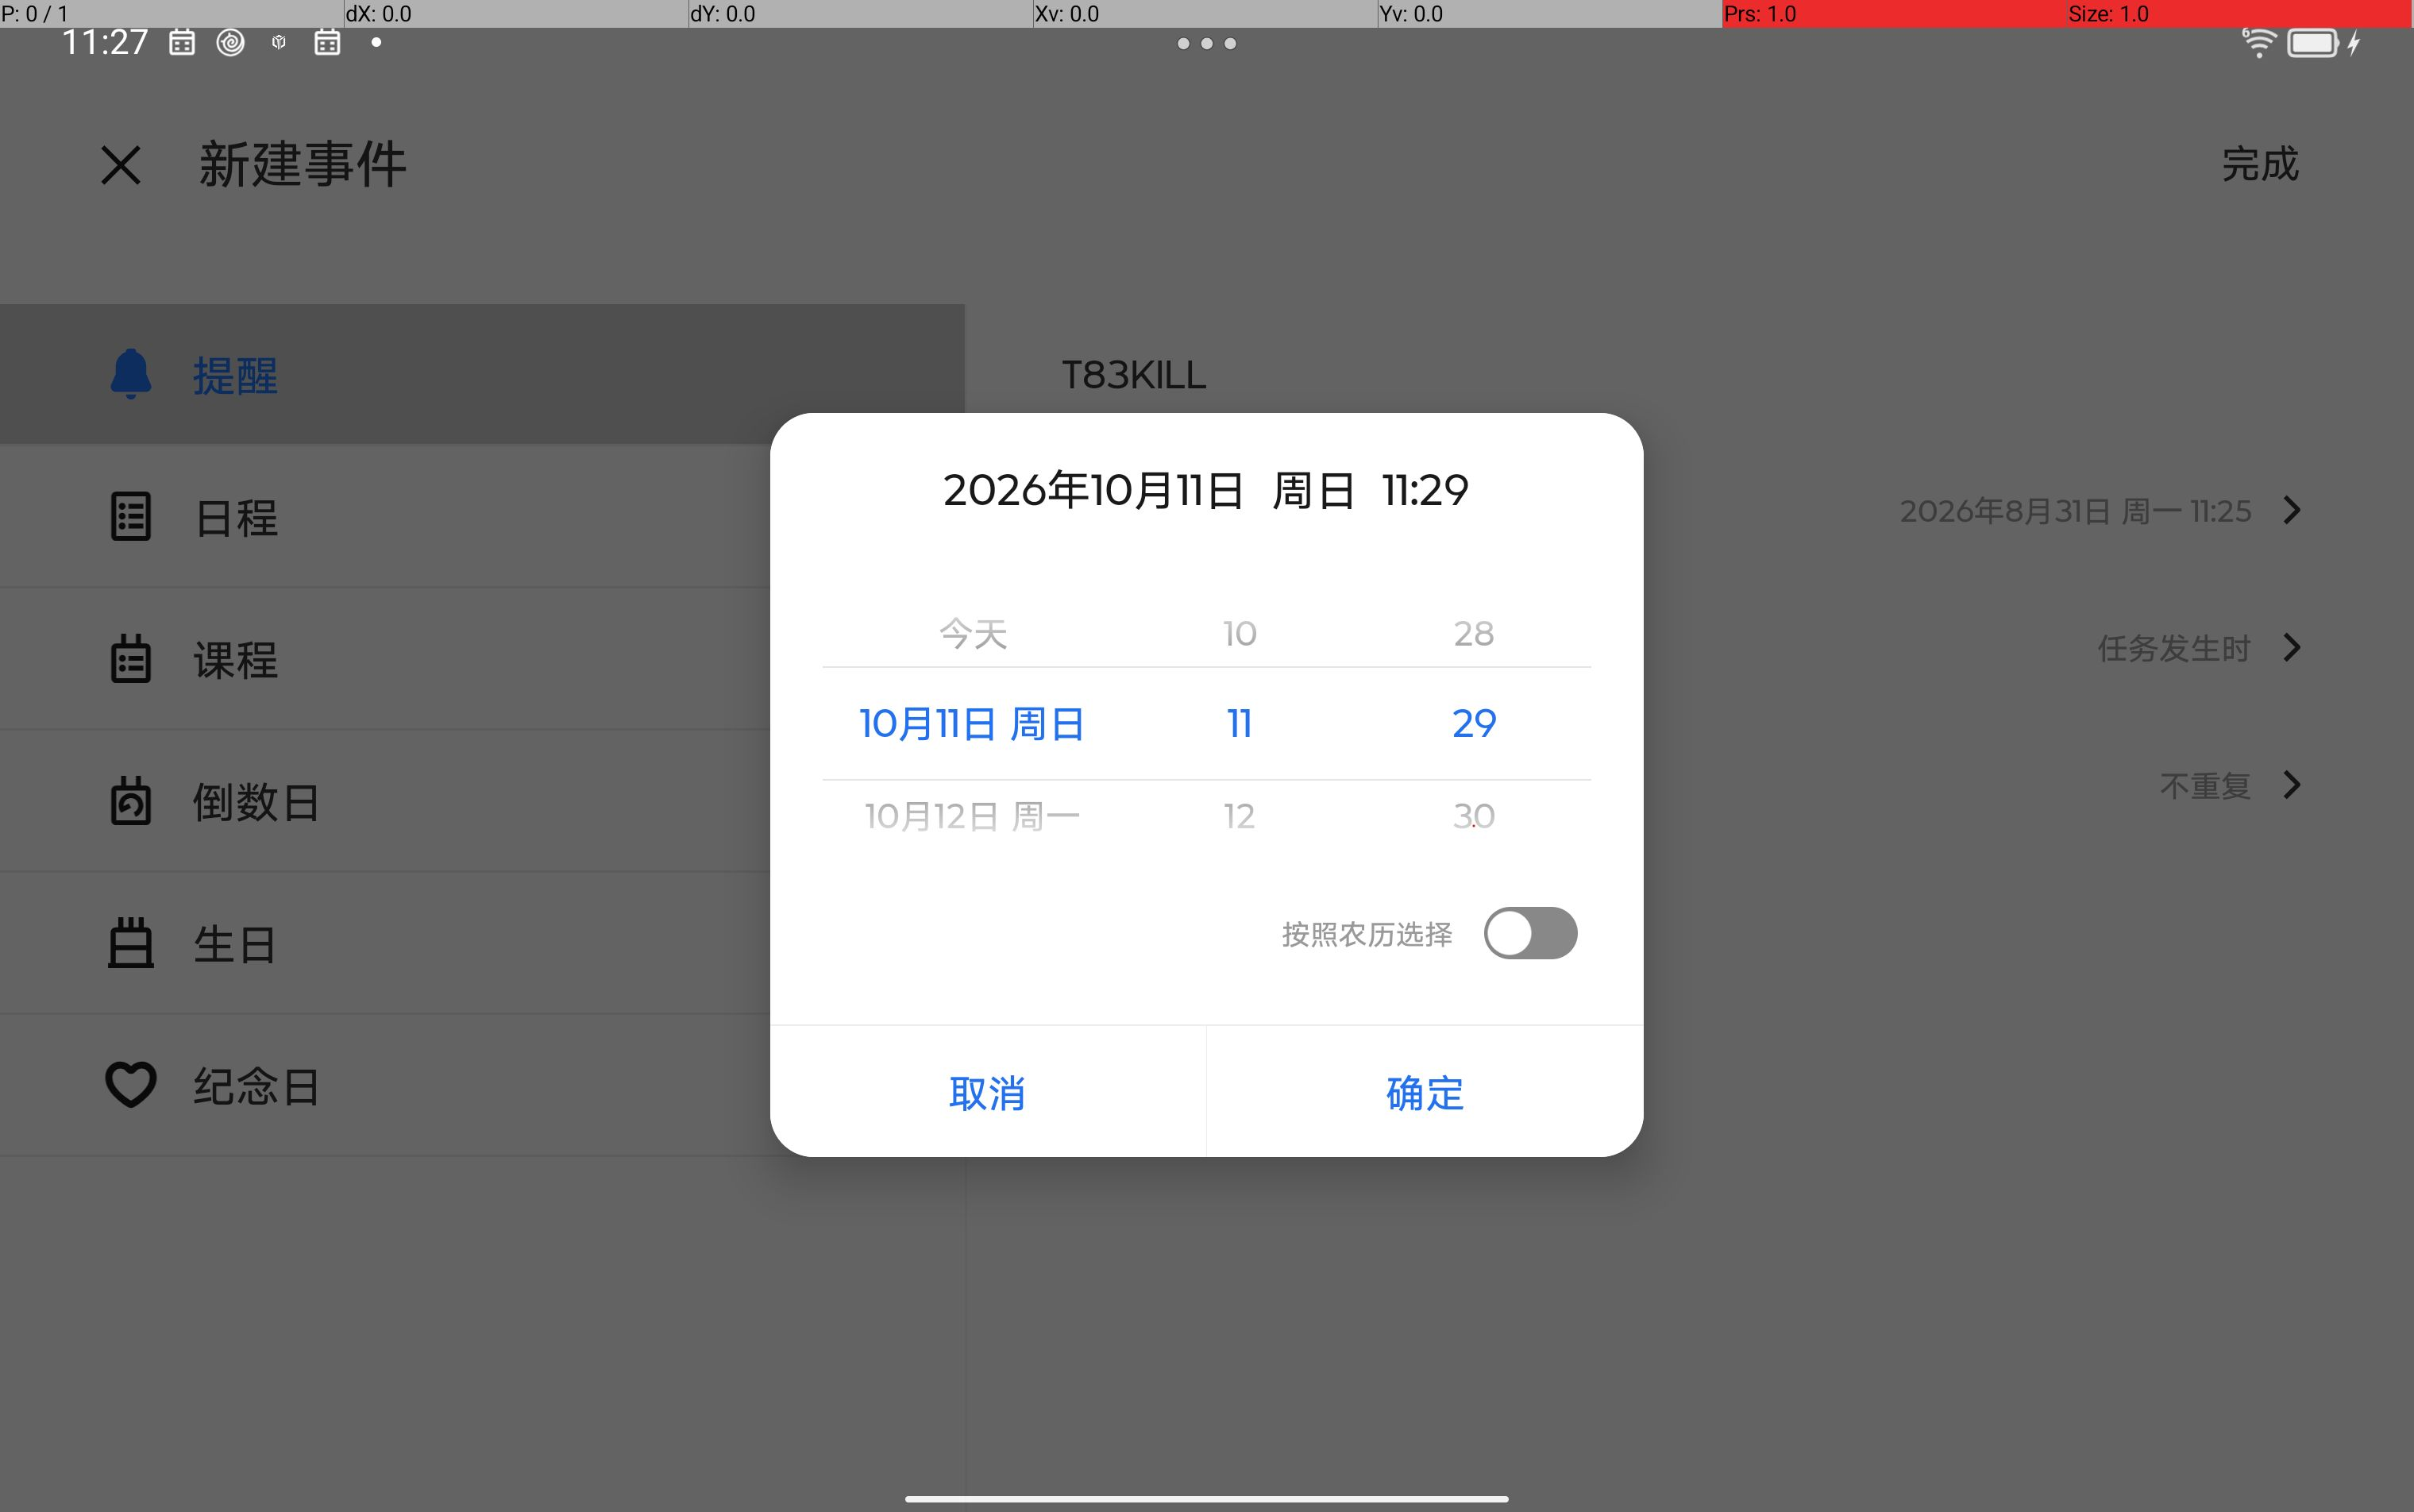 P: 0 / 1 dX: 0.0 dY: 0.0 Xv: 0.0 Yv: 0.0 Prs: 1.0 Size: 1.0
11:27 6
新建事件 完成
提醒
T83KILL
日程
课程
倒数日
生日
纪念日
2026年8月31日 周一 11:25
任务发生时
不重复
2026年10月11日 周日 11:29
今天 10 28
10月11日 周日 11 29
10月12日 周一 12 30
按照农历选择
取消 确定